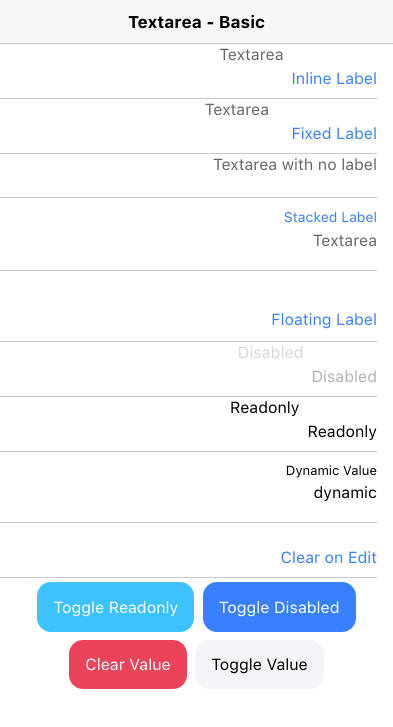 Textarea - Basic
Textarea
Inline Label
Textarea
Fixed Label
Textarea with no label
Stacked Label
Textarea
Floating Label
Disabled
Disabled
Readonly
Readonly
Dynamic Value
dynamic
Clear on Edit
Toggle Readonly Toggle Disabled
Clear Value Toggle Value